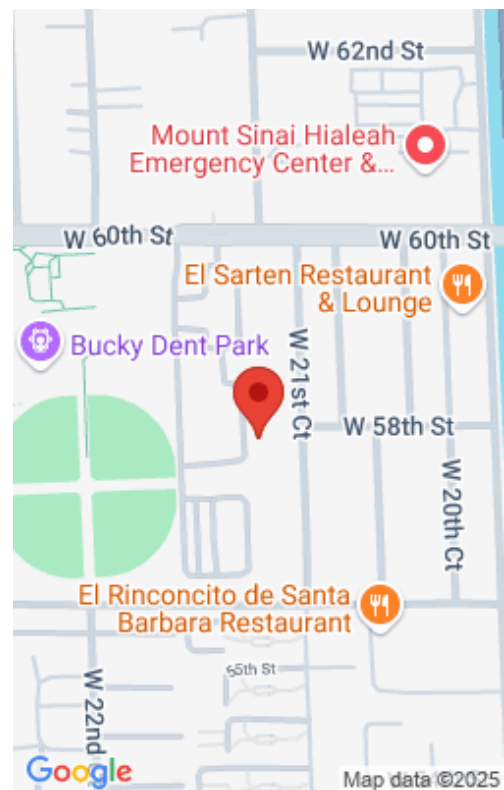 W 62nd St
Mount Sinai Hialeah
Emergency Center &...
W 60th St
W 60th St
El Sarten Restaurant
& Lounge
Bucky Dent Park
W 21st Ct
W 58th St
W 20th Ct
El Rinconcito de Santa
Barbara Restaurant
55th St
W 22nd
Google
Map data ©2025